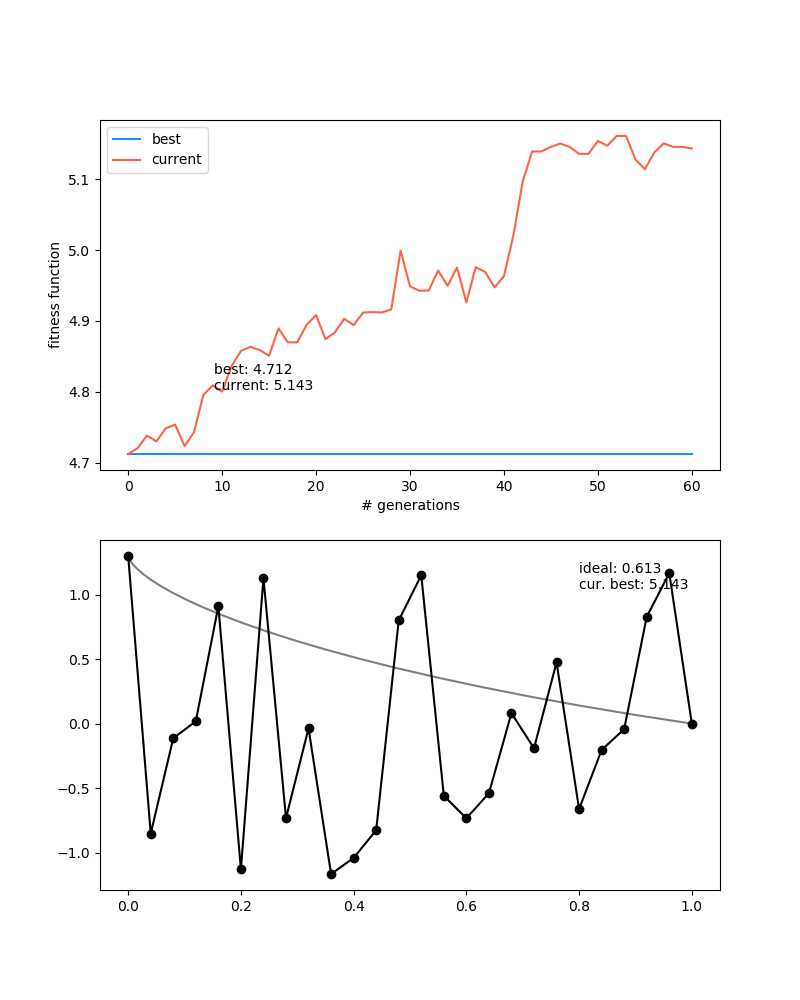 best
current
5.1
5.0
4.9
4.8
4.7
fitness function
best: 4.712
current: 5.143
0 10 20 30 40 50 60
# generations
ideal: 0.613
cur. best: 5.143
1.0
0.5
0.0
−0.5
−1.0
0.0 0.2 0.4 0.6 0.8 1.0